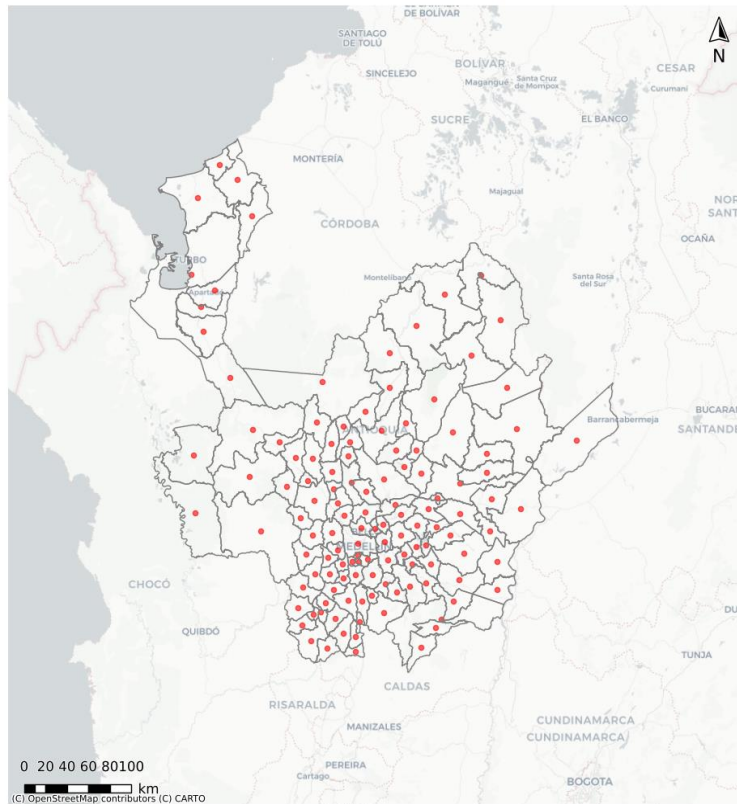 SANTIAGO
DE TOLÚ
DE BOLÍVAR
BOLÍVAR
CESAR
SINCELEJO
Magangué
Santa Cruz
de Mompox
Curumaní
SUCRE
EL BANCO
MONTERÍA
Majagual
CÓRDOBA
OCAÑA
TURBO
Montelíbano
Santa Rosa
del Sur
Barrancabermeja
BUCARA
SANTANDE
ANTIOQUIA
CHOCÓ
QUIBDÓ
TUNJA
CALDAS
RISARALDA
MANIZALES
CUNDINAMARCA
CUNDINAMARCA
PEREIRA
Cartago
BOGOTA
N
0 20 40 60 80100
km
(C) OpenStreetMap contributors (C) CARTO